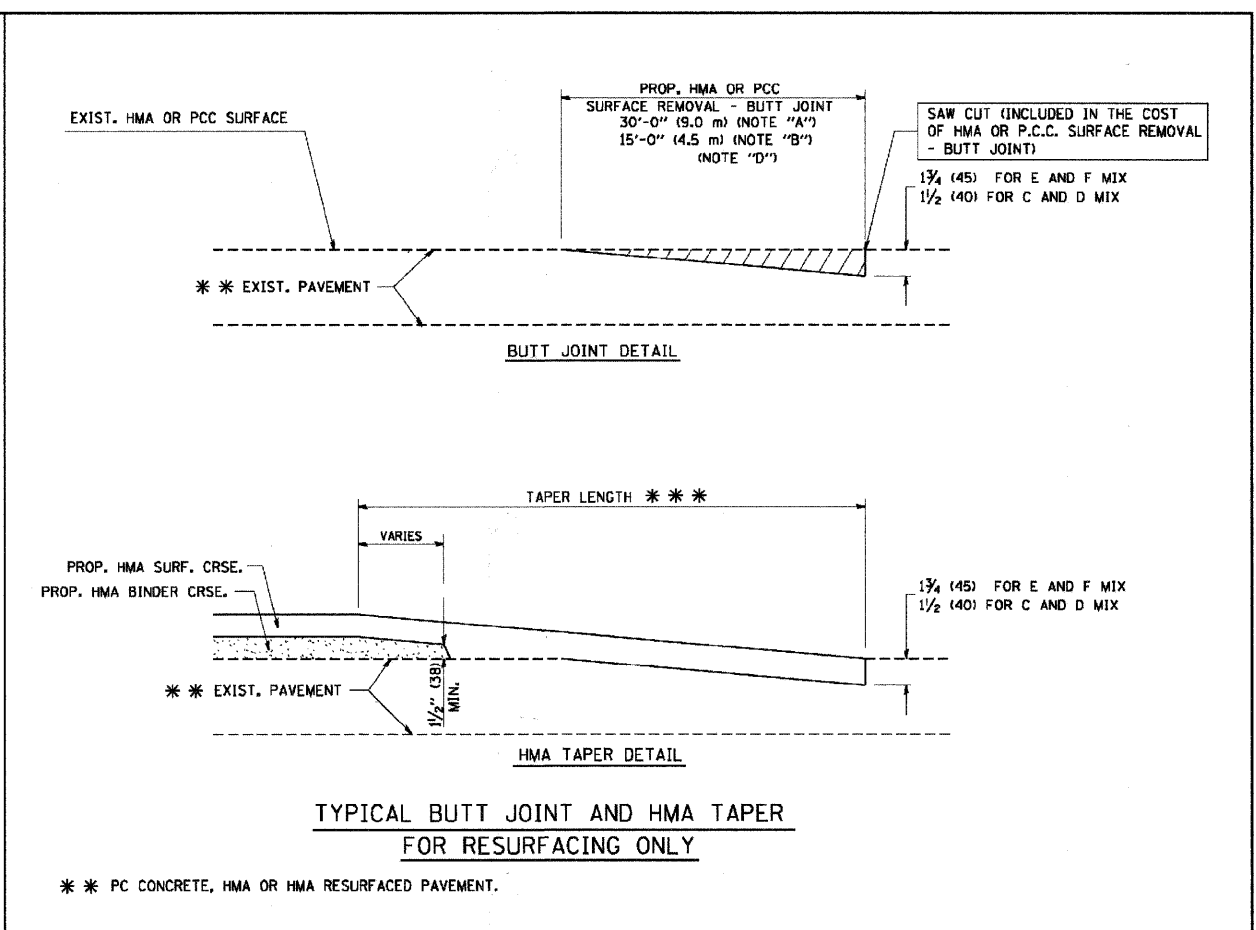 PROP. HMA OR PCC
SURFACE REMOVAL - BUTT JOINT
30'-0" (9.0 m) (NOTE "A")
15'-0" (4.5 m) (NOTE "B")
(NOTE "D")
EXIST. HMA OR PCC SURFACE
SAW CUT (INCLUDED IN THE COST
OF HMA OR P.C.C. SURFACE REMOVAL
- BUTT JOINT)
1¾ (45) FOR E AND F MIX
1½ (40) FOR C AND D MIX
* * EXIST. PAVEMENT
BUTT JOINT DETAIL
TAPER LENGTH * * *
VARIES
PROP. HMA SURF. CRSE.
PROP. HMA BINDER CRSE.
1¾ (45) FOR E AND F MIX
1½ (40) FOR C AND D MIX
* * EXIST. PAVEMENT
1½" (38)
MIN.
HMA TAPER DETAIL
TYPICAL BUTT JOINT AND HMA TAPER
FOR RESURFACING ONLY
* * PC CONCRETE, HMA OR HMA RESURFACED PAVEMENT.